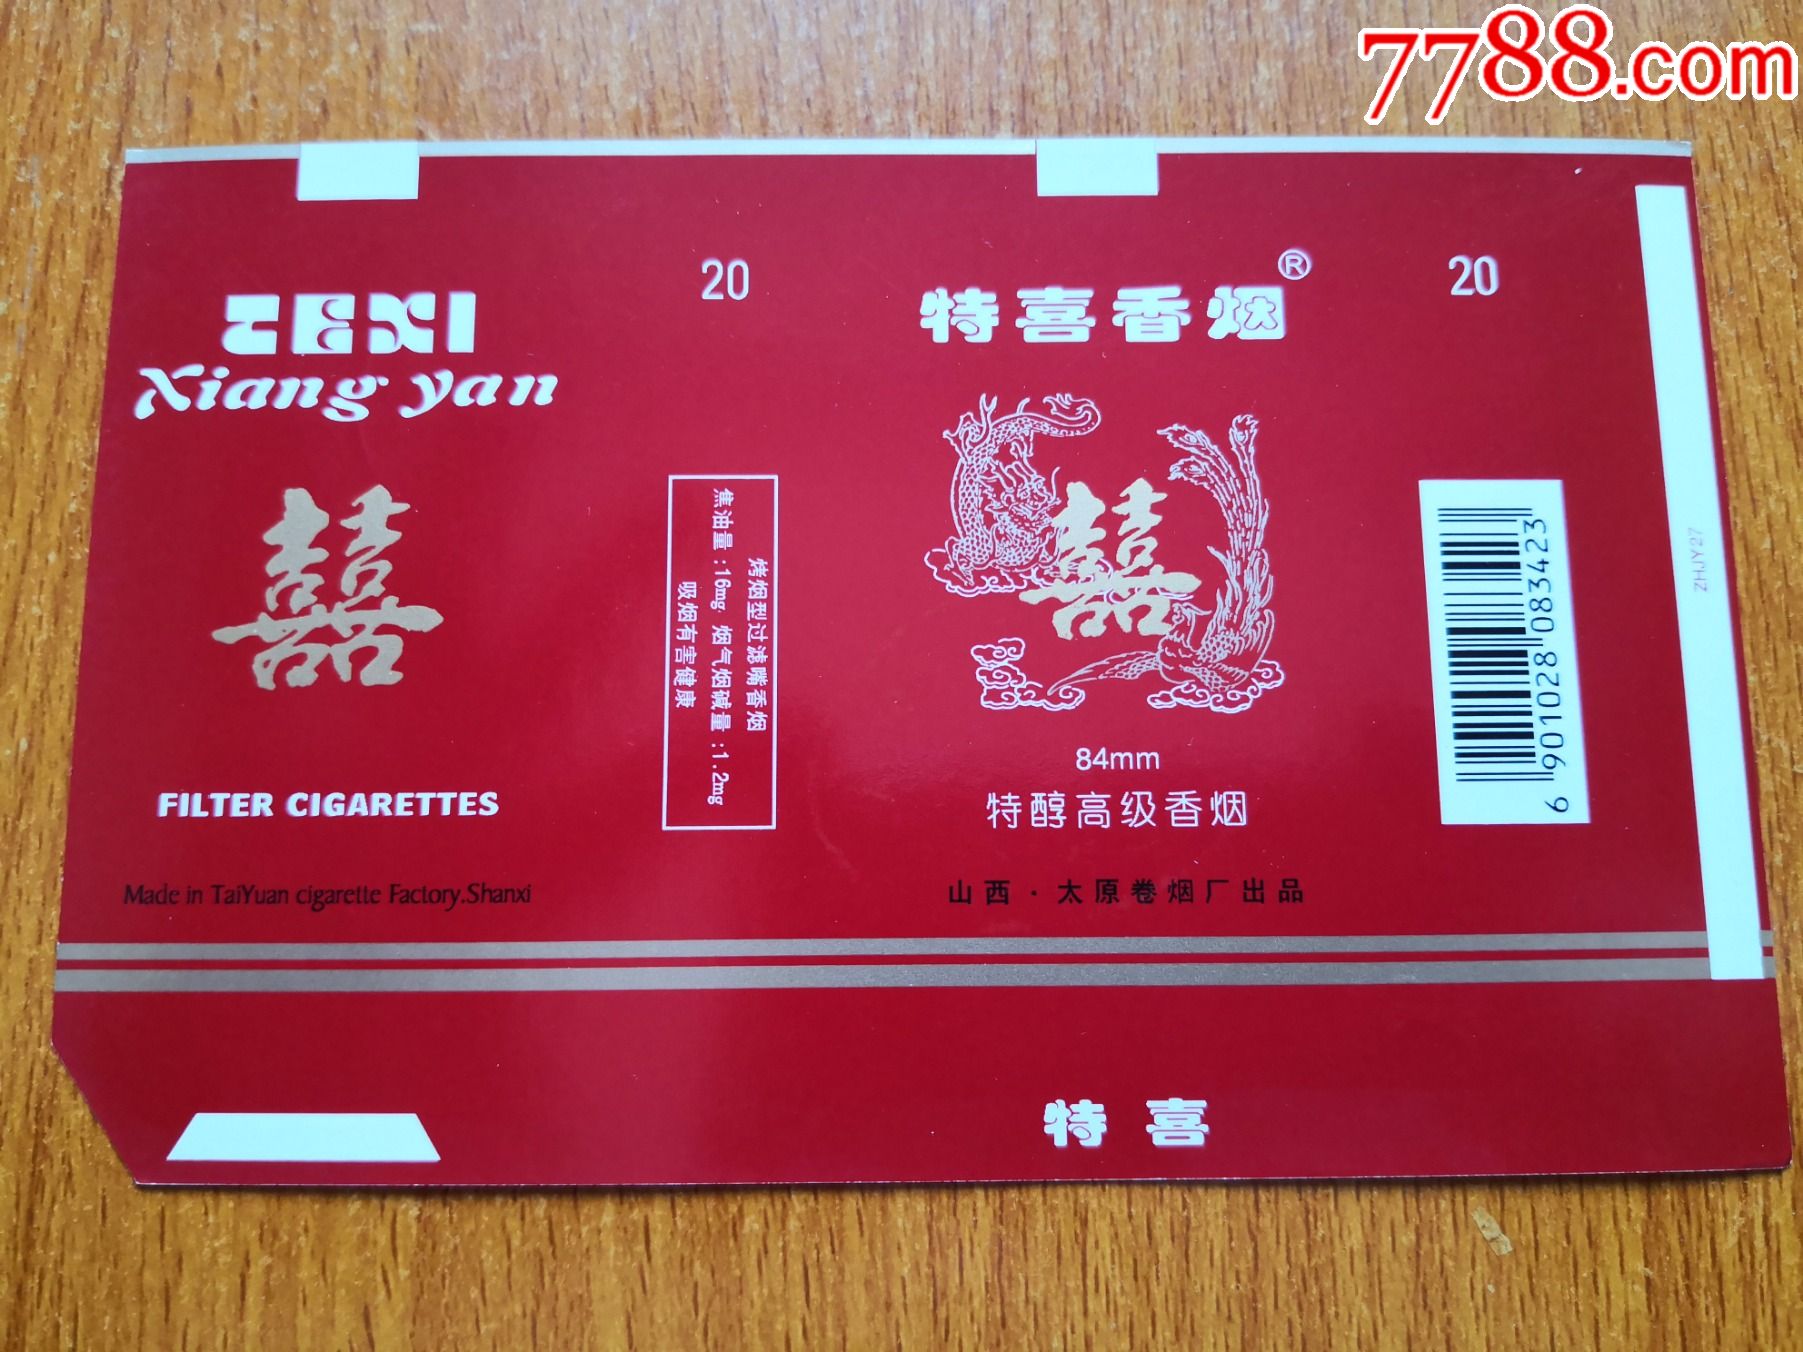 7788.com
TEXI
Xiang yan
囍
FILTER CIGARETTES
Made in TaiYuan cigarette Factory.Shanxi
20
烤烟型过滤嘴香烟
焦油量:16mg 烟气烟碱量:1.2mg
吸烟有害健康
特喜香烟®
囍
84mm
特醇高级香烟
山西·太原卷烟厂出品
特喜
20
6 901028 083423
ZHJY27